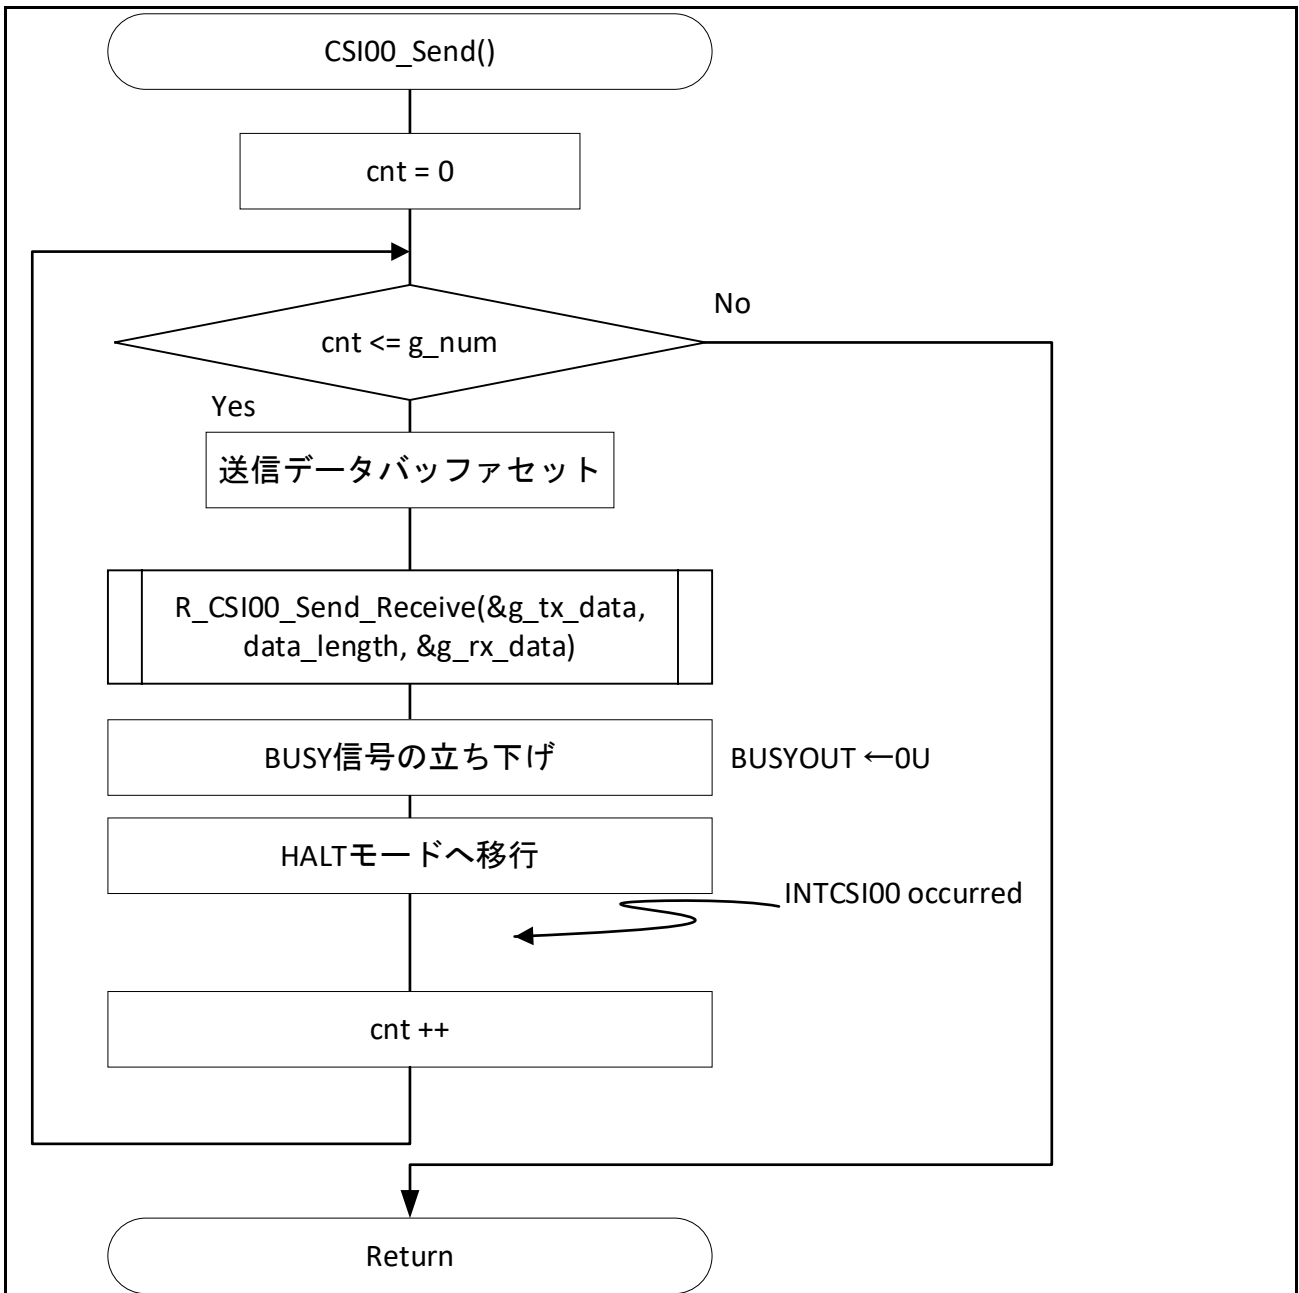 CSI00_Send()
cnt = 0
cnt <= g_num
No
Yes
送信データバッファセット
R_CSI00_Send_Receive(&g_tx_data,
data_length, &g_rx_data)
BUSY信号の立ち下げ
BUSYOUT ←0U
HALTモードへ移行
INTCSI00 occurred
cnt ++
Return